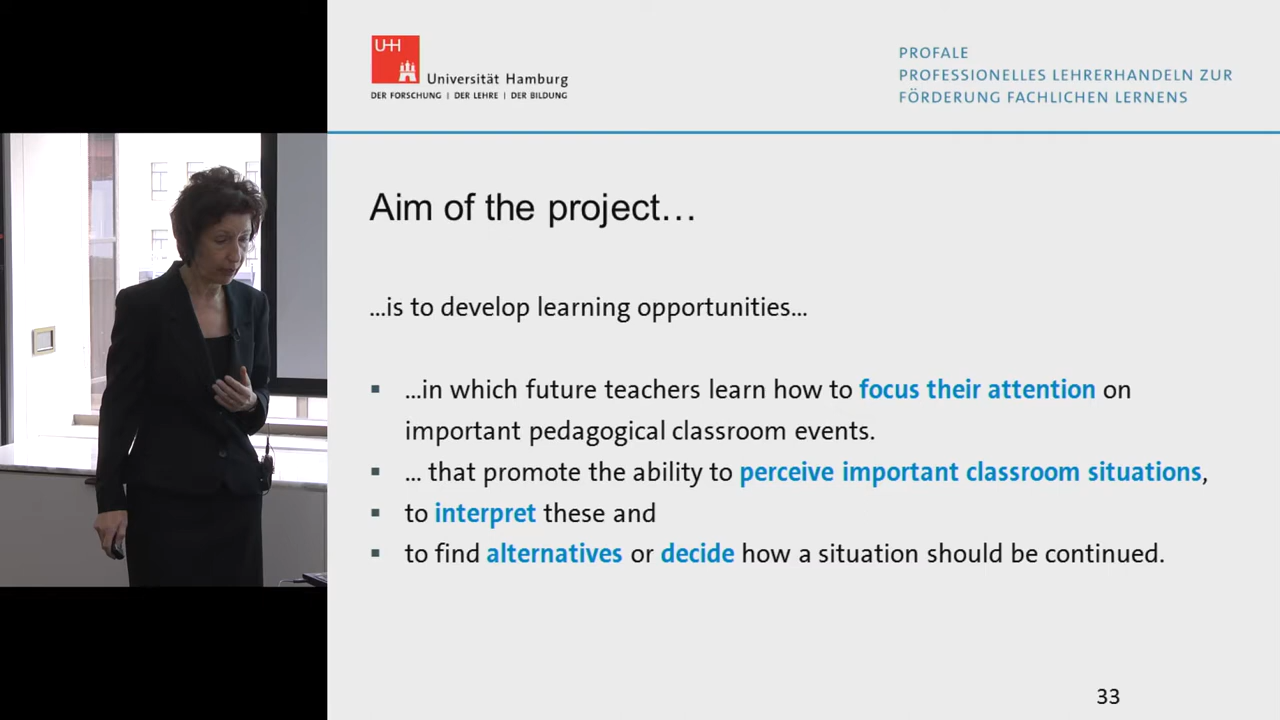 UHH
Universität Hamburg
DER FORSCHUNG | DER LEHRE | DER BILDUNG
PROFALE
PROFESSIONELLES LEHRERHANDELN ZUR
FÖRDERUNG FACHLICHEN LERNENS
Aim of the project…
…is to develop learning opportunities…
▪ …in which future teachers learn how to focus their attention on
important pedagogical classroom events.
▪ … that promote the ability to perceive important classroom situations,
▪ to interpret these and
▪ to find alternatives or decide how a situation should be continued.
33